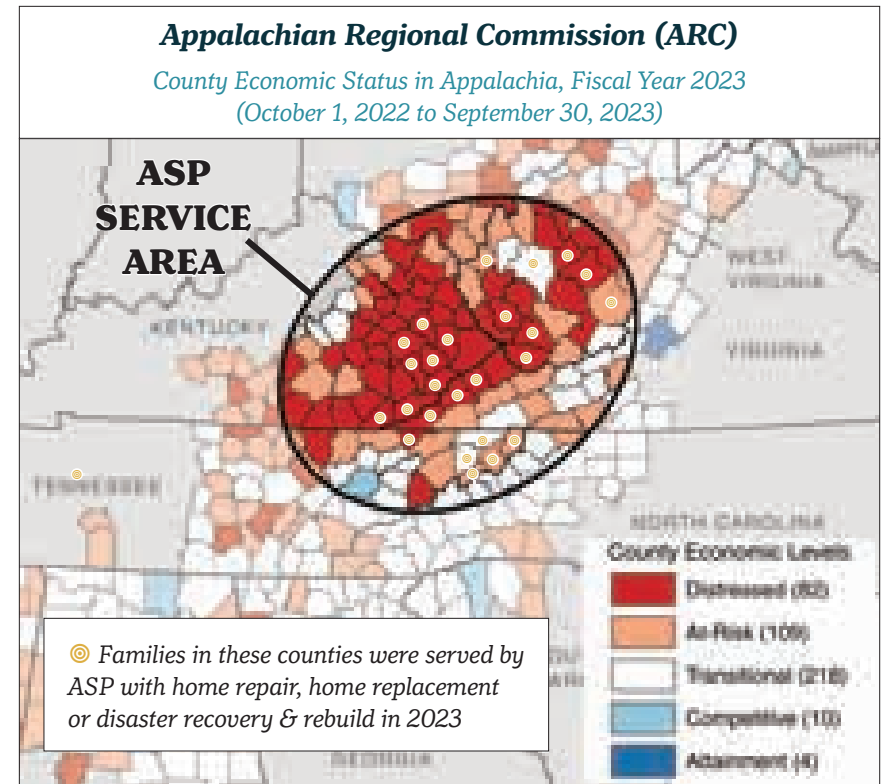 Appalachian Regional Commission (ARC)
County Economic Status in Appalachia, Fiscal Year 2023
(October 1, 2022 to September 30, 2023)
ASP
SERVICE
AREA
WEST
VIRGINIA
KENTUCKY
VIRGINIA
TENNESSEE
NORTH CAROLINA
County Economic Levels
Distressed (82)
At-Risk (109)
Transitional (218)
Competitive (10)
Attainment (4)
Families in these counties were served by
ASP with home repair, home replacement
or disaster recovery & rebuild in 2023
GEORGIA